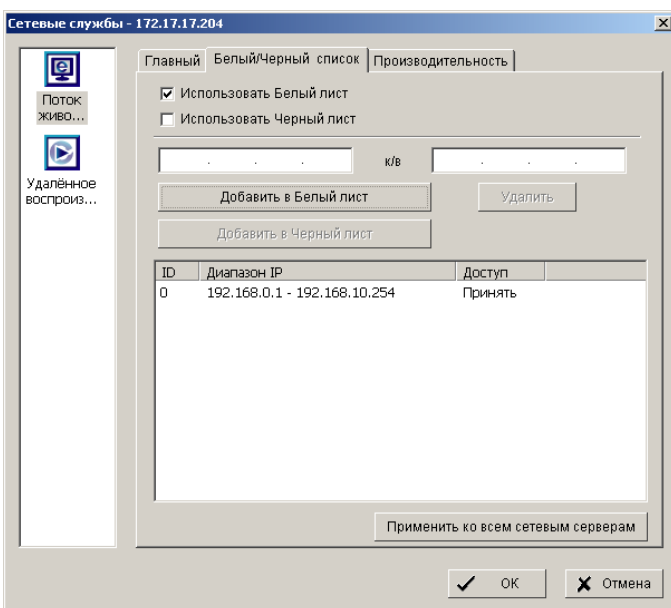 Сетевые службы - 172.17.17.204
Поток
живо...
Удалённое
воспроиз...
Главный Белый/Черный список Производительность
Использовать Белый лист
Использовать Черный лист
. . . к/в . . .
Добавить в Белый лист Удалить
Добавить в Черный лист
ID Диапазон IP Доступ
0 192.168.0.1 - 192.168.10.254 Принять
Применить ко всем сетевым серверам
OK Отмена